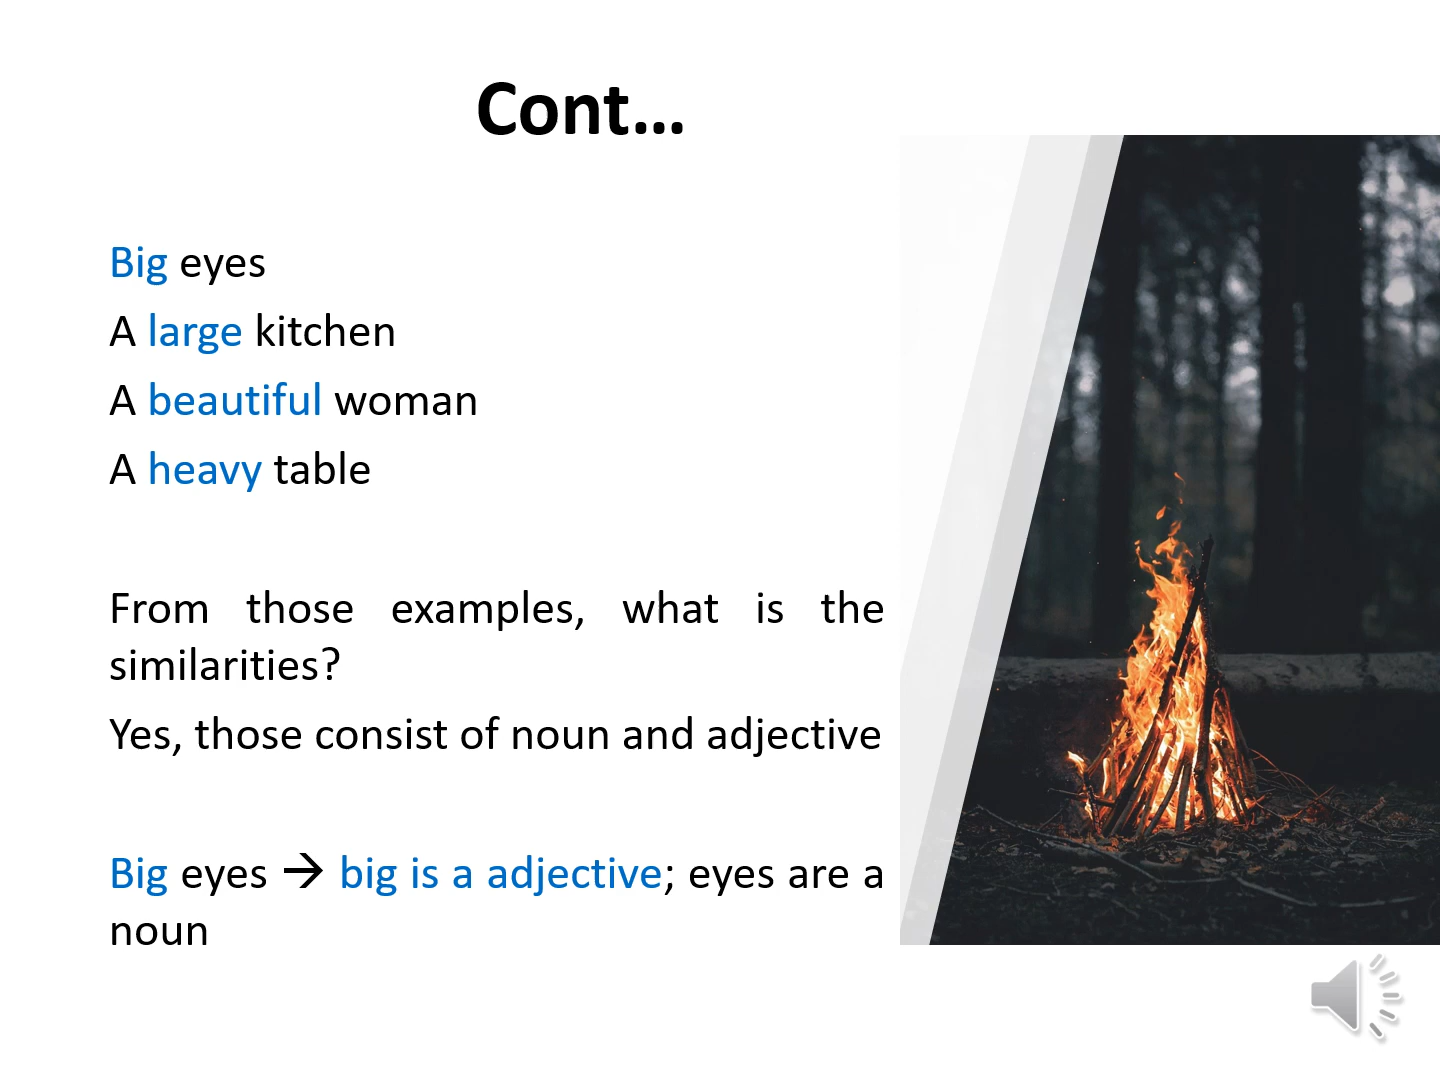 Cont…
Big eyes
A large kitchen
A beautiful woman
A heavy table
From those examples, what is the
similarities?
Yes, those consist of noun and adjective
Big eyes → big is a adjective; eyes are a
noun